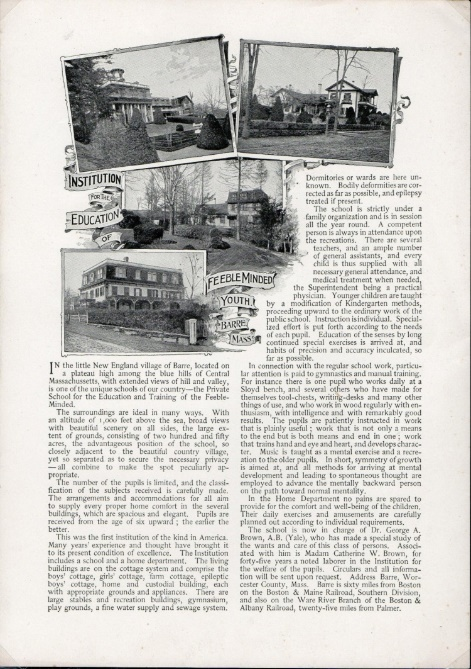 INSTITUTION
FOR THE
EDUCATION
OF
FEEBLE MINDED
YOUTH,
BARRE
MASS.
IN the little New England village of Barre, located on
a plateau high among the blue hills of Central
Massachusetts, with extended views of hill and valley,
is one of the unique schools of our country—the Private
School for the Education and Training of the Feeble-
Minded.
The surroundings are ideal in many ways. With
an altitude of 1,000 feet above the sea, broad views
with beautiful scenery on all sides, the large ex-
tent of grounds, consisting of two hundred and fifty
acres, the advantageous position of the school, so
closely adjacent to the beautiful country village,
yet so separated as to secure the necessary privacy
—all combine to make the spot peculiarly ap-
propriate.
The number of the pupils is limited, and the classi-
fication of the subjects received is carefully made.
The arrangements and accommodations for all aim
to supply every proper home comfort in the several
buildings, which are spacious and elegant. Pupils are
received from the age of six upward; the earlier the
better.
This was the first institution of the kind in America.
Many years' experience and thought have brought it
to its present condition of excellence. The Institution
includes a school and a home department. The living
buildings are on the cottage system and comprise the
boys' cottage, girls' cottage, farm cottage, epileptic
boys' cottage, home and custodial building, each
with appropriate grounds and appliances. There are
large stables and recreation buildings, gymnasium,
play grounds, a fine water supply and sewage system.
Dormitories or wards are here un-
known. Bodily deformities are cor-
rected as far as possible, and epilepsy
treated if present.
The school is strictly under a
family organization and is in session
all the year round. A competent
person is always in attendance upon
the recreations. There are several
teachers, and an ample number
of general assistants, and every
child is thus supplied with all
necessary general attendance, and
medical treatment when needed,
the Superintendent being a practical
physician. Younger children are taught
by a modification of Kindergarten methods,
proceeding upward to the ordinary work of the
public school. Instruction is individual. Special-
ized effort is put forth according to the needs
of each pupil. Education of the senses by long
continued special exercises is arrived at, and
habits of precision and accuracy inculcated, so
far as possible.
In connection with the regular school work, particu-
lar attention is paid to gymnastics and manual training.
For instance there is one pupil who works daily at a
Sloyd bench, and several others who have made for
themselves tool-chests, writing-desks and many other
things of use, and who work in wood regularly with en-
thusiasm, with intelligence and with remarkably good
results. The pupils are patiently instructed in work
that is plainly useful; work that is not only a means
to the end but is both means and end in one; work
that trains hand and eye and heart, and develops charac-
ter. Music is taught as a mental exercise and a recre-
ation to the older pupils. In short, symmetry of growth
is aimed at, and all methods for arriving at mental
development and leading to spontaneous thought are
employed to advance the mentally backward person
on the path toward normal mentality.
In the Home Department no pains are spared to
provide for the comfort and well-being of the children.
Their daily exercises and amusements are carefully
planned out according to individual requirements.
The school is now in charge of Dr. George A.
Brown, A.B. (Yale), who has made a special study of
the wants and care of this class of persons. Associ-
ated with him is Madam Catherine W. Brown, for
forty-five years a noted laborer in the Institution for
the welfare of the pupils. Circulars and all informa-
tion will be sent upon request. Address Barre, Wor-
cester County, Mass. Barre is sixty miles from Boston
on the Boston & Maine Railroad, Southern Division,
and also on the Ware River Branch of the Boston &
Albany Railroad, twenty-five miles from Palmer.